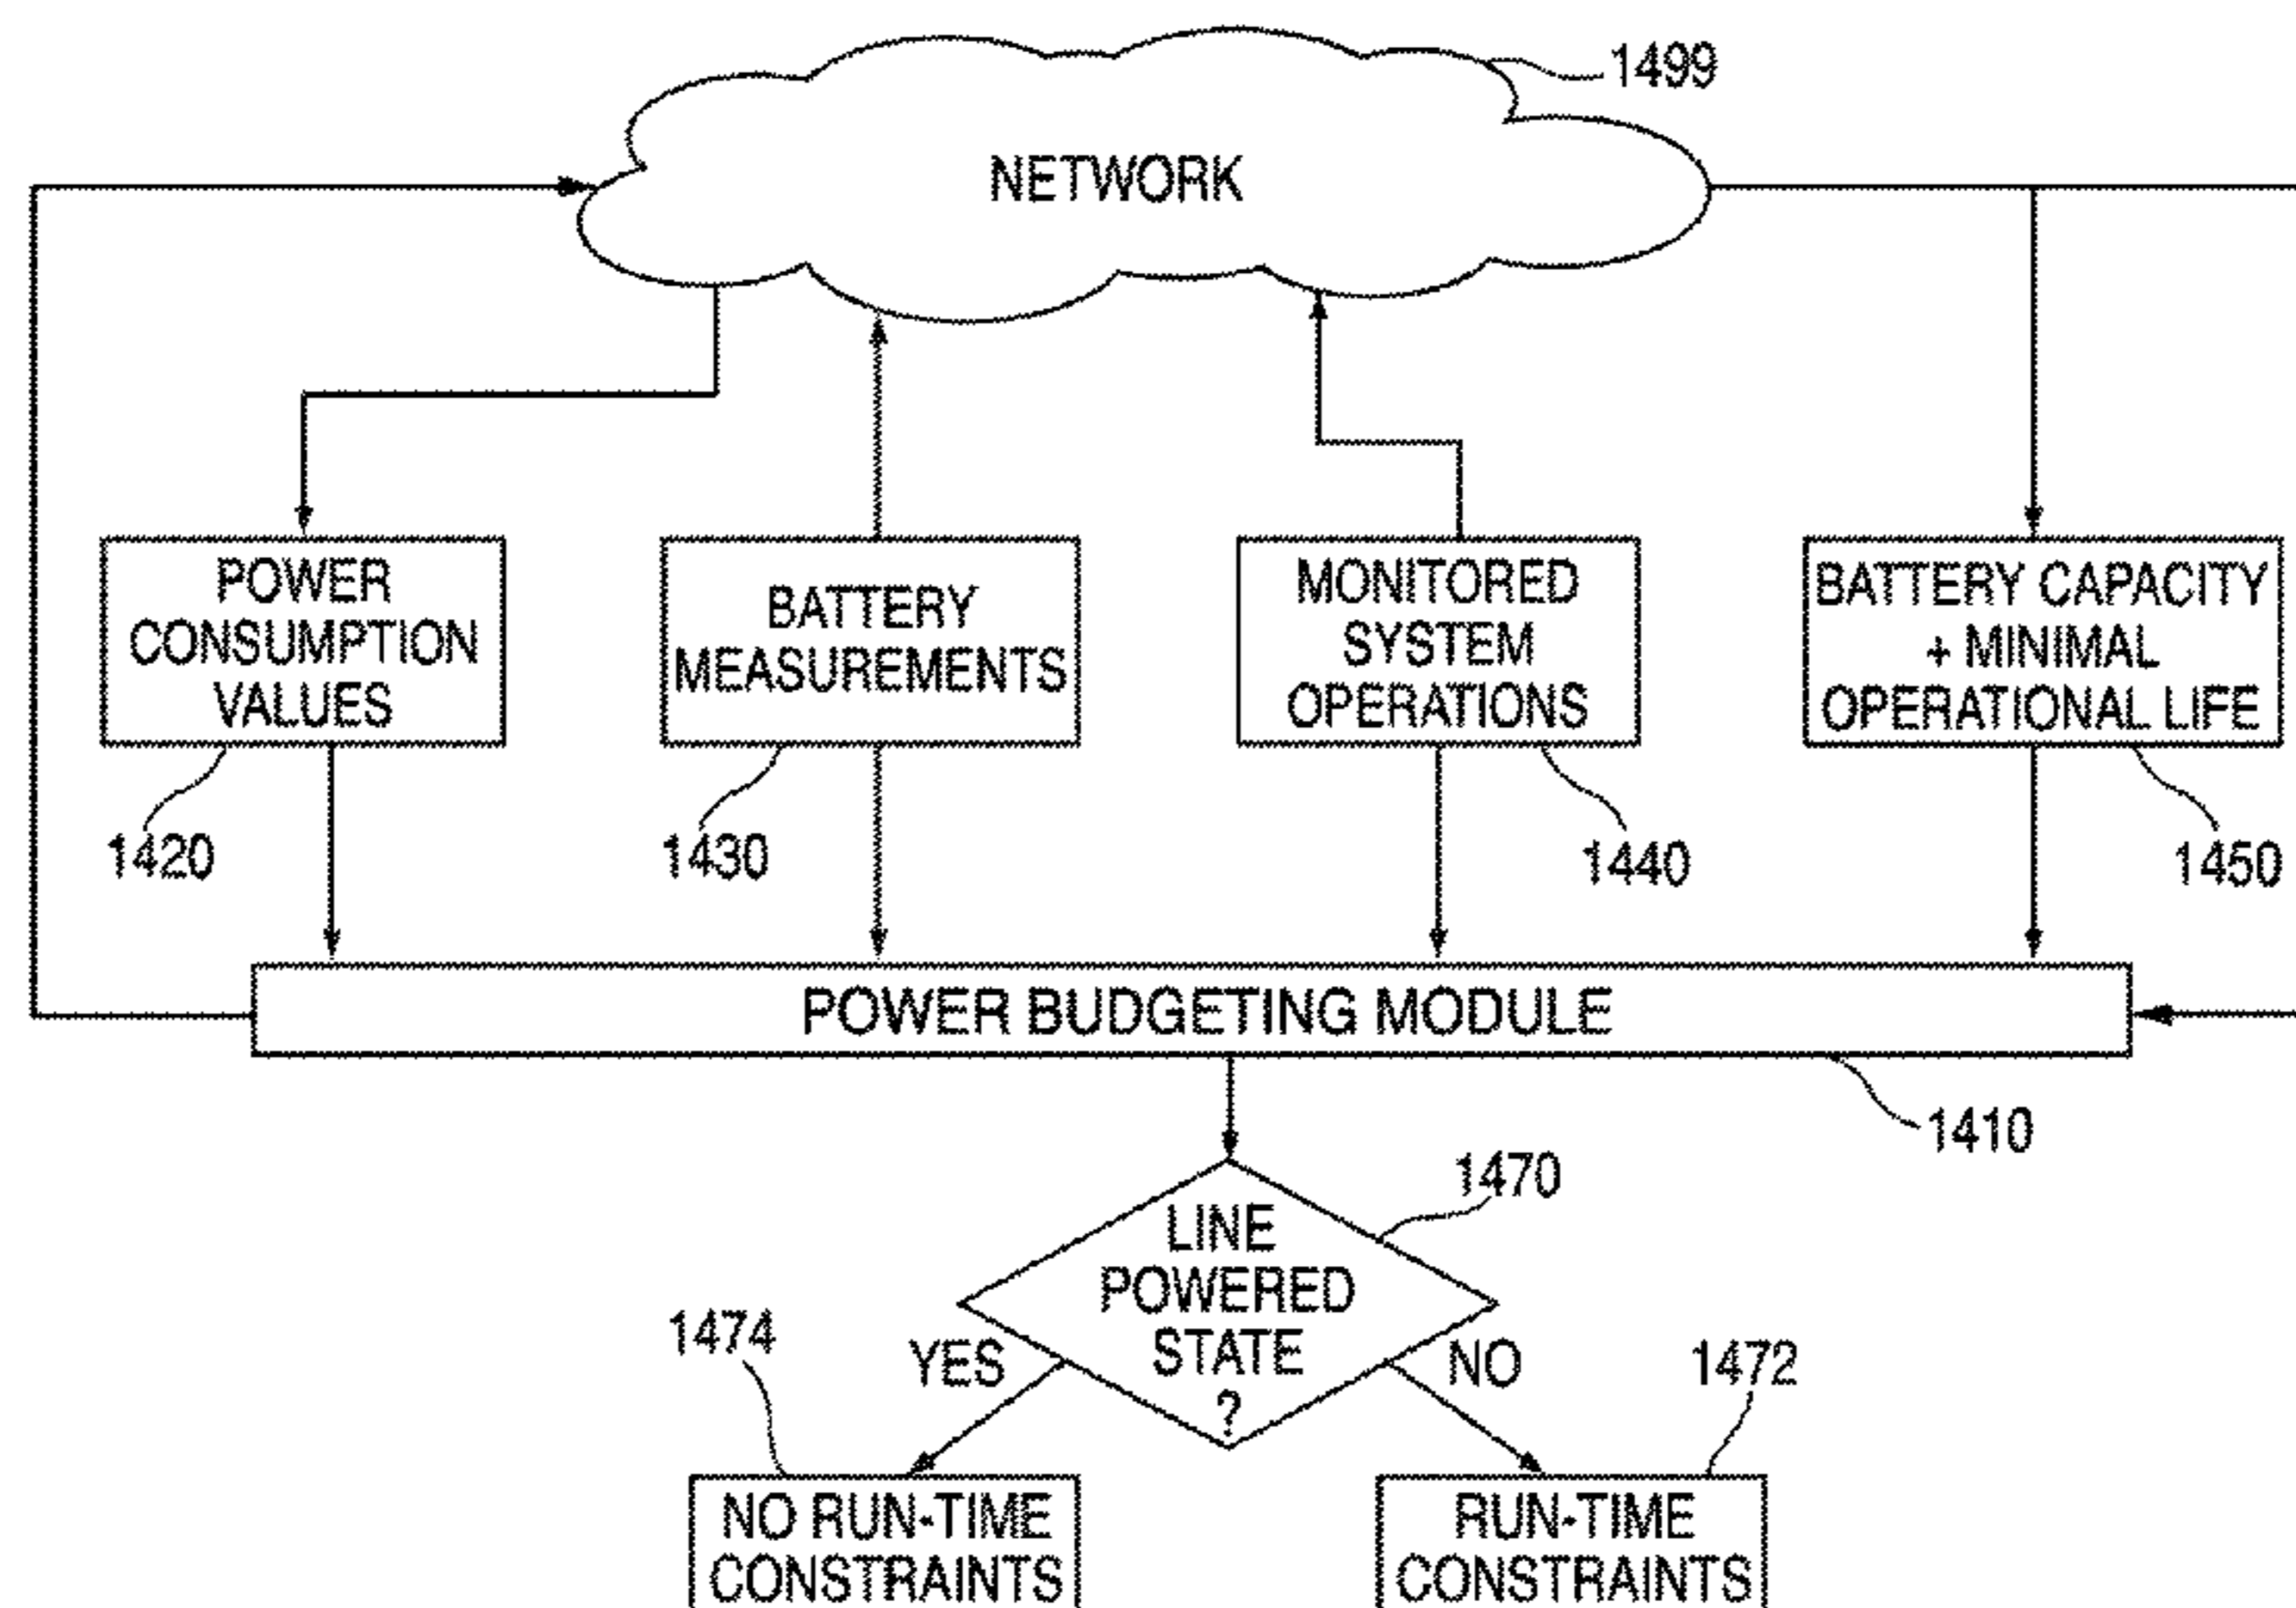 1499
NETWORK
POWER
CONSUMPTION
VALUES
BATTERY
MEASUREMENTS
MONITORED
SYSTEM
OPERATIONS
BATTERY CAPACITY
+ MINIMAL
OPERATIONAL LIFE
1420
1430
1440
1450
POWER BUDGETING MODULE
1410
1470
LINE
POWERED
STATE
?
1474
YES
NO
1472
NO RUN-TIME
CONSTRAINTS
RUN-TIME
CONSTRAINTS